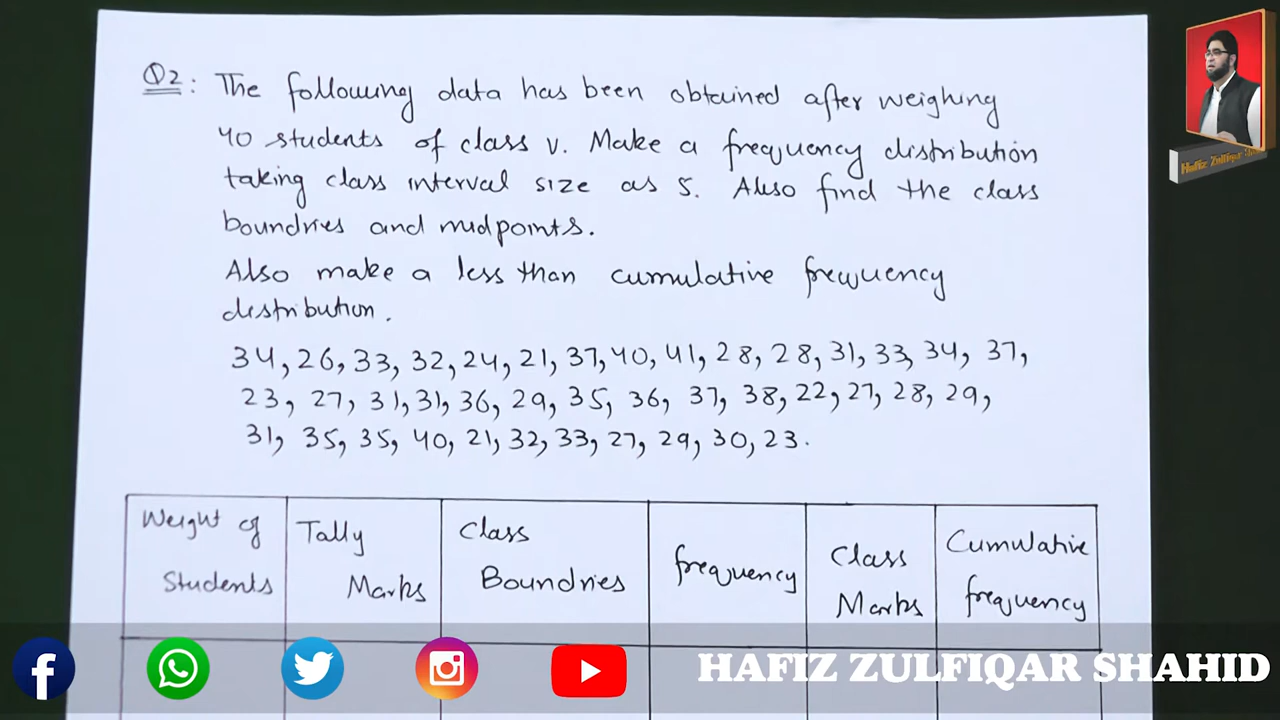 Q2: The following data has been obtained after weighing
40 students of class V. Make a frequency distribution
taking class interval size as 5. Also find the class
boundries and midpoints.
Also make a less than cumulative frequency
distribution.
34, 26, 33, 32, 24, 21, 37, 40, 41, 28, 28, 31, 33, 34, 37,
23, 27, 31, 31, 36, 29, 35, 36, 37, 38, 22, 27, 28, 29,
31, 35, 35, 40, 21, 32, 33, 27, 29, 30, 23.
Weight of Students
Tally Marks
Class Boundries
frequency
Class Marks
Cumulative frequency
HAFIZ ZULFIQAR SHAHID
Hafiz Zulfiqar